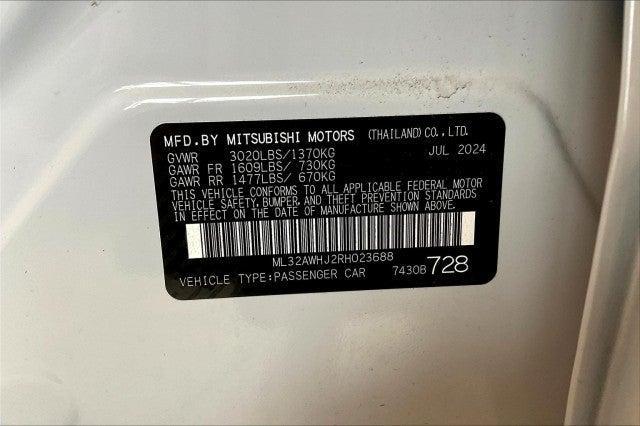 MFD.BY MITSUBISHI MOTORS (THAILAND) CO., LTD.
GVWR 3020LBS/1370KG JUL 2024
GAWR FR 1609LBS/ 730KG
GAWR RR 1477LBS/ 670KG
THIS VEHICLE CONFORMS TO ALL APPLICABLE FEDERAL MOTOR
VEHICLE SAFETY, BUMPER, AND THEFT PREVENTION STANDARDS
IN EFFECT ON THE DATE OF MANUFACTURE SHOWN ABOVE.
ML32AWHJ2RH023688
VEHICLE TYPE:PASSENGER CAR 7430B 728